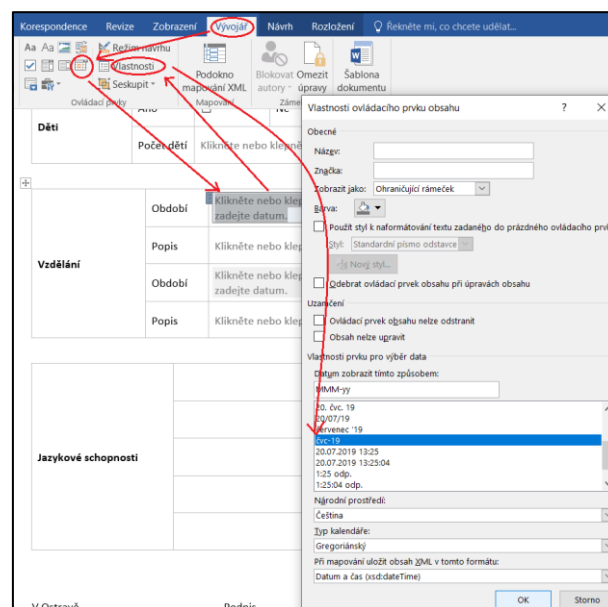 Korespondence Revize Zobrazení Vývojář Návrh Rozložení Řekněte mi, co chcete udělat...
Aa Aa Režim návrhu
Vlastnosti
Seskupit
Podokno
mapování XML
Blokovat
autory
Omezit
úpravy
Šablona
dokumentu
Ovládací prvky
Mapování
Záme
Ano
Ne
Děti
Počet dětí
Klikněte nebo klepně
Vzdělání
Období
Klikněte nebo klep
zadejte datum.
Popis
Klikněte nebo klep
Období
Klikněte nebo klep
zadejte datum.
Popis
Klikněte nebo klep
Jazykové schopnosti
V Ostravě
Podpis
Vlastnosti ovládacího prvku obsahu ? ×
Obecné
Název:
Značka:
Zobrazit jako: Ohraničující rámeček
Barva:
Použít styl k naformátování textu zadaného do prázdného ovládacího prvk
Styl: Standardní písmo odstavce
Nový styl...
Odebrat ovládací prvek obsahu při úpravách obsahu
Uzamčení
Ovládací prvek obsahu nelze odstranit
Obsah nelze upravit
Vlastnosti prvku pro výběr data
Datum zobrazit tímto způsobem:
MMM-yy
20. čvc. 19
20/07/19
červenec '19
čvc-19
20.07.2019 13:25
20.07.2019 13:25:04
1:25 odp.
1:25:04 odp.
Národní prostředí:
Čeština
Typ kalendáře:
Gregoriánský
Při mapování uložit obsah XML v tomto formátu:
Datum a čas (xsd:dateTime)
OK Storno